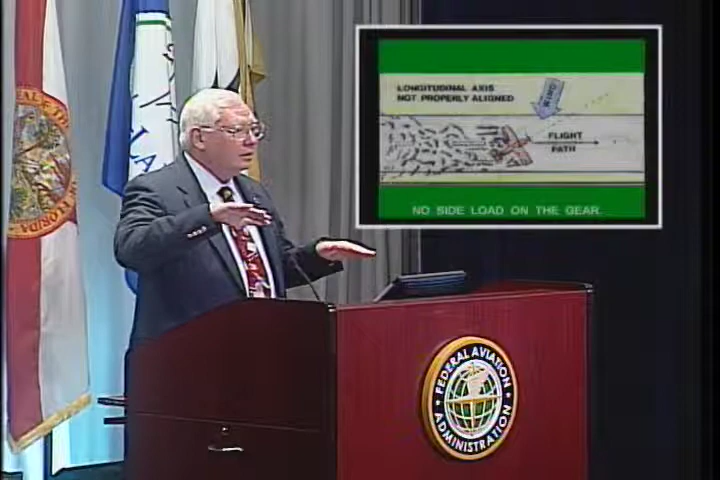 LONGITUDINAL AXIS
NOT PROPERLY ALIGNED
WIND
FLIGHT
PATH
NO SIDE LOAD ON THE GEAR.
FEDERAL AVIATION
ADMINISTRATION